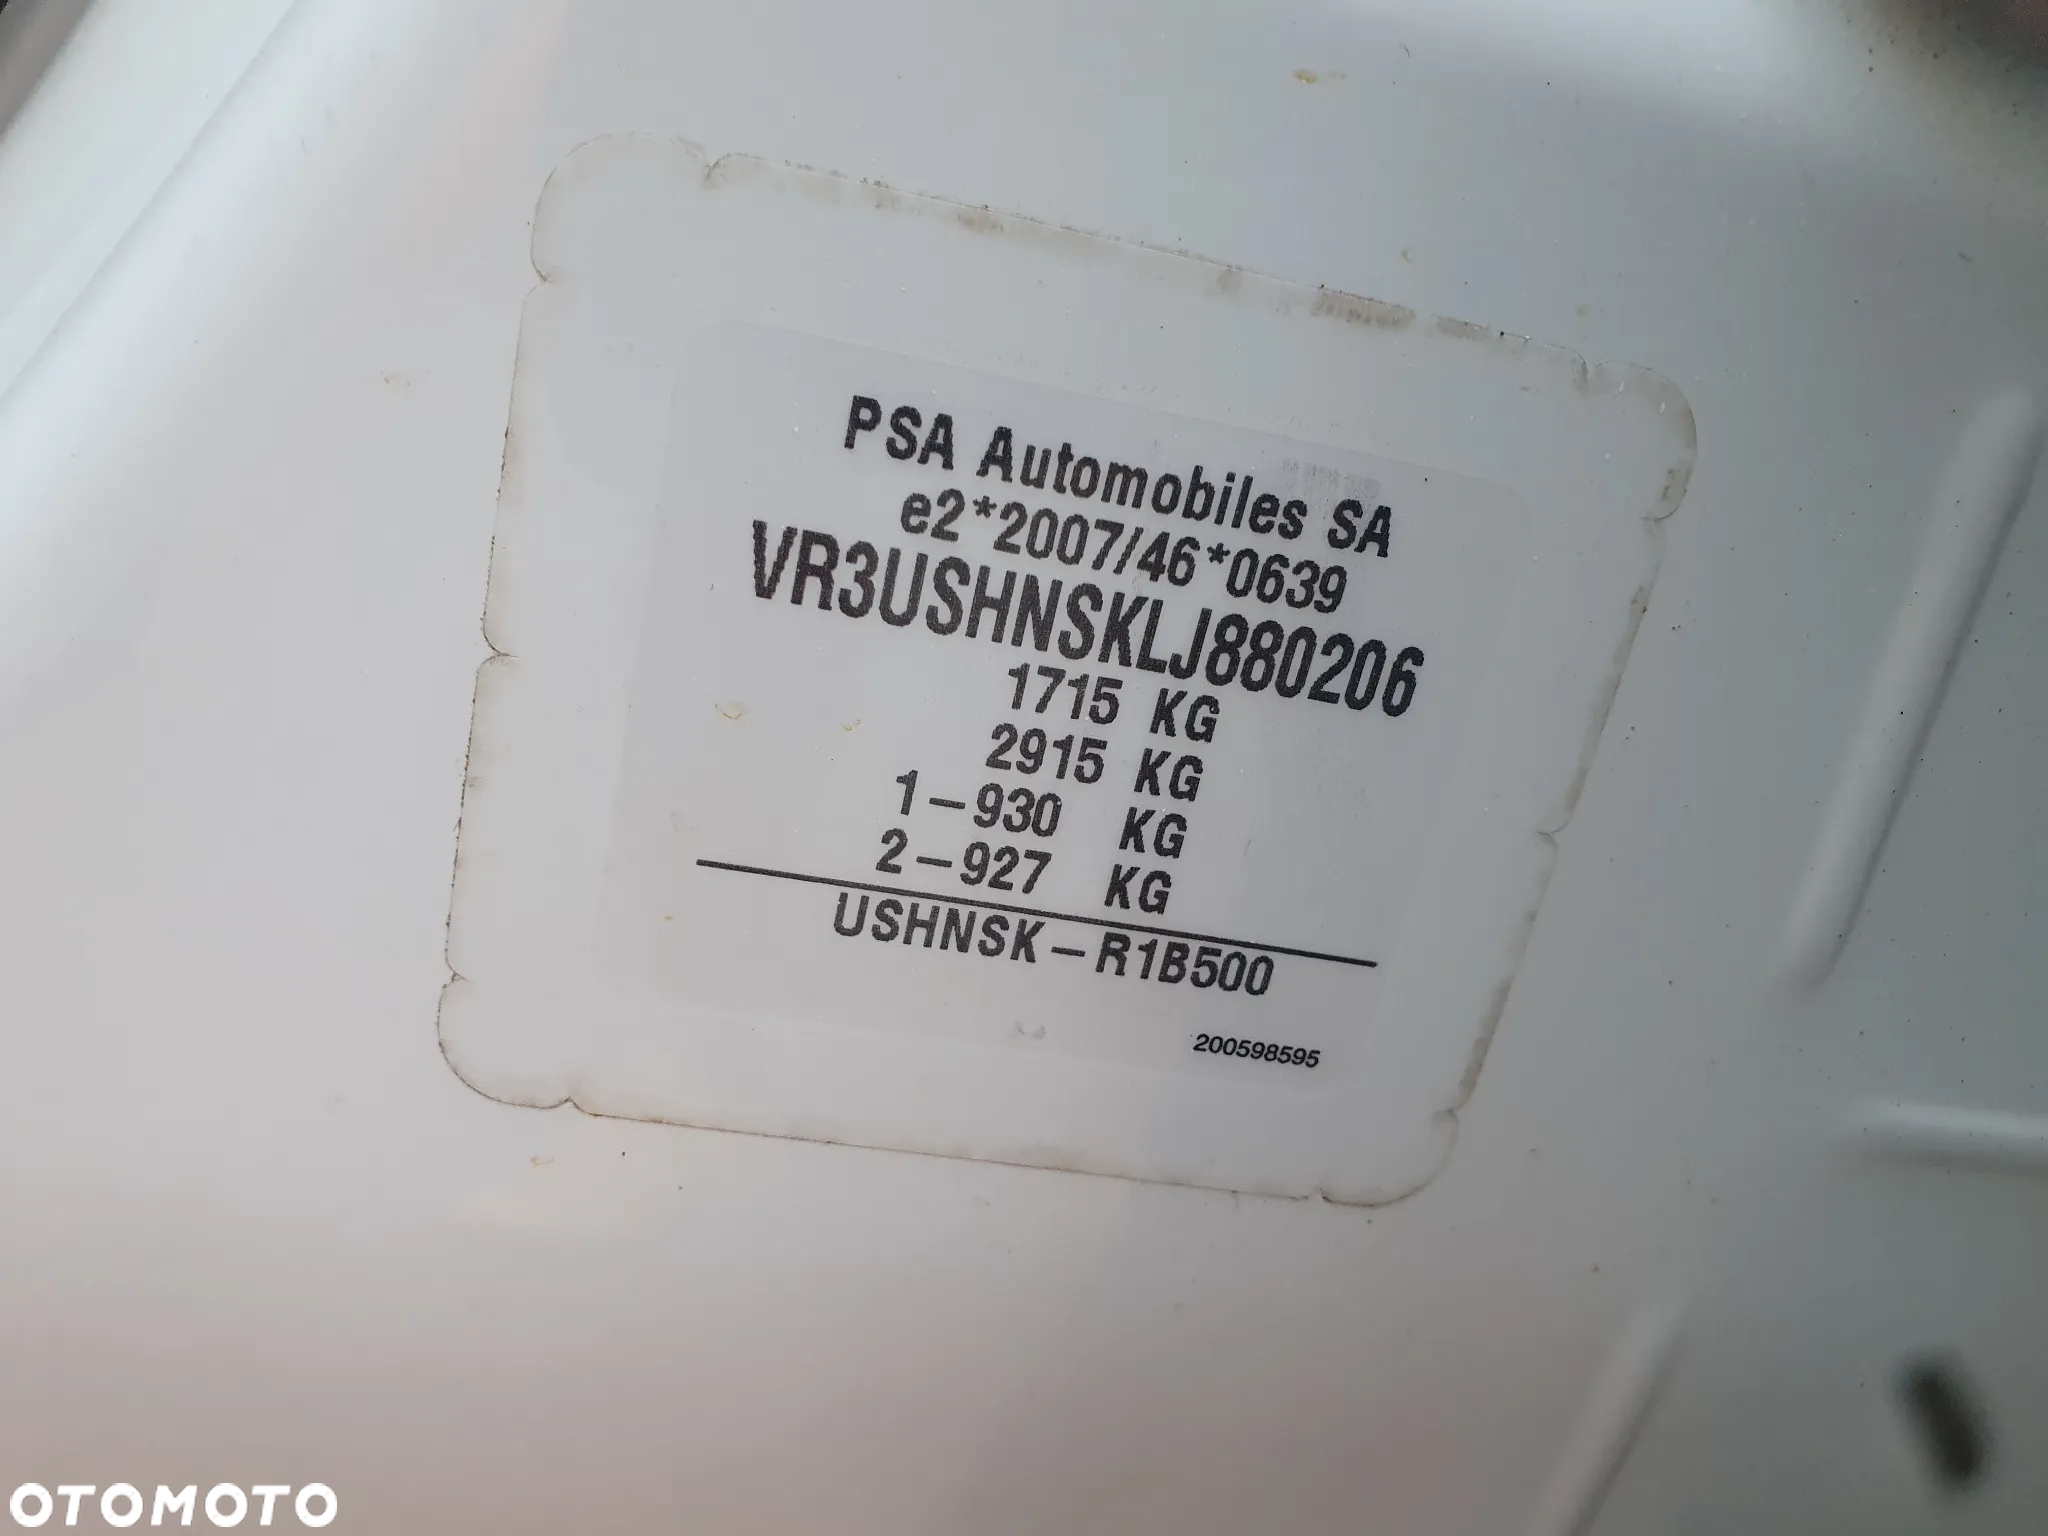 PSA Automobiles SA
e2*2007/46*0639
VR3USHNSKLJ880206
1715 KG
2915 KG
1-930 KG
2-927 KG
USHNSK-R1B500
200598595
OTOMOTO